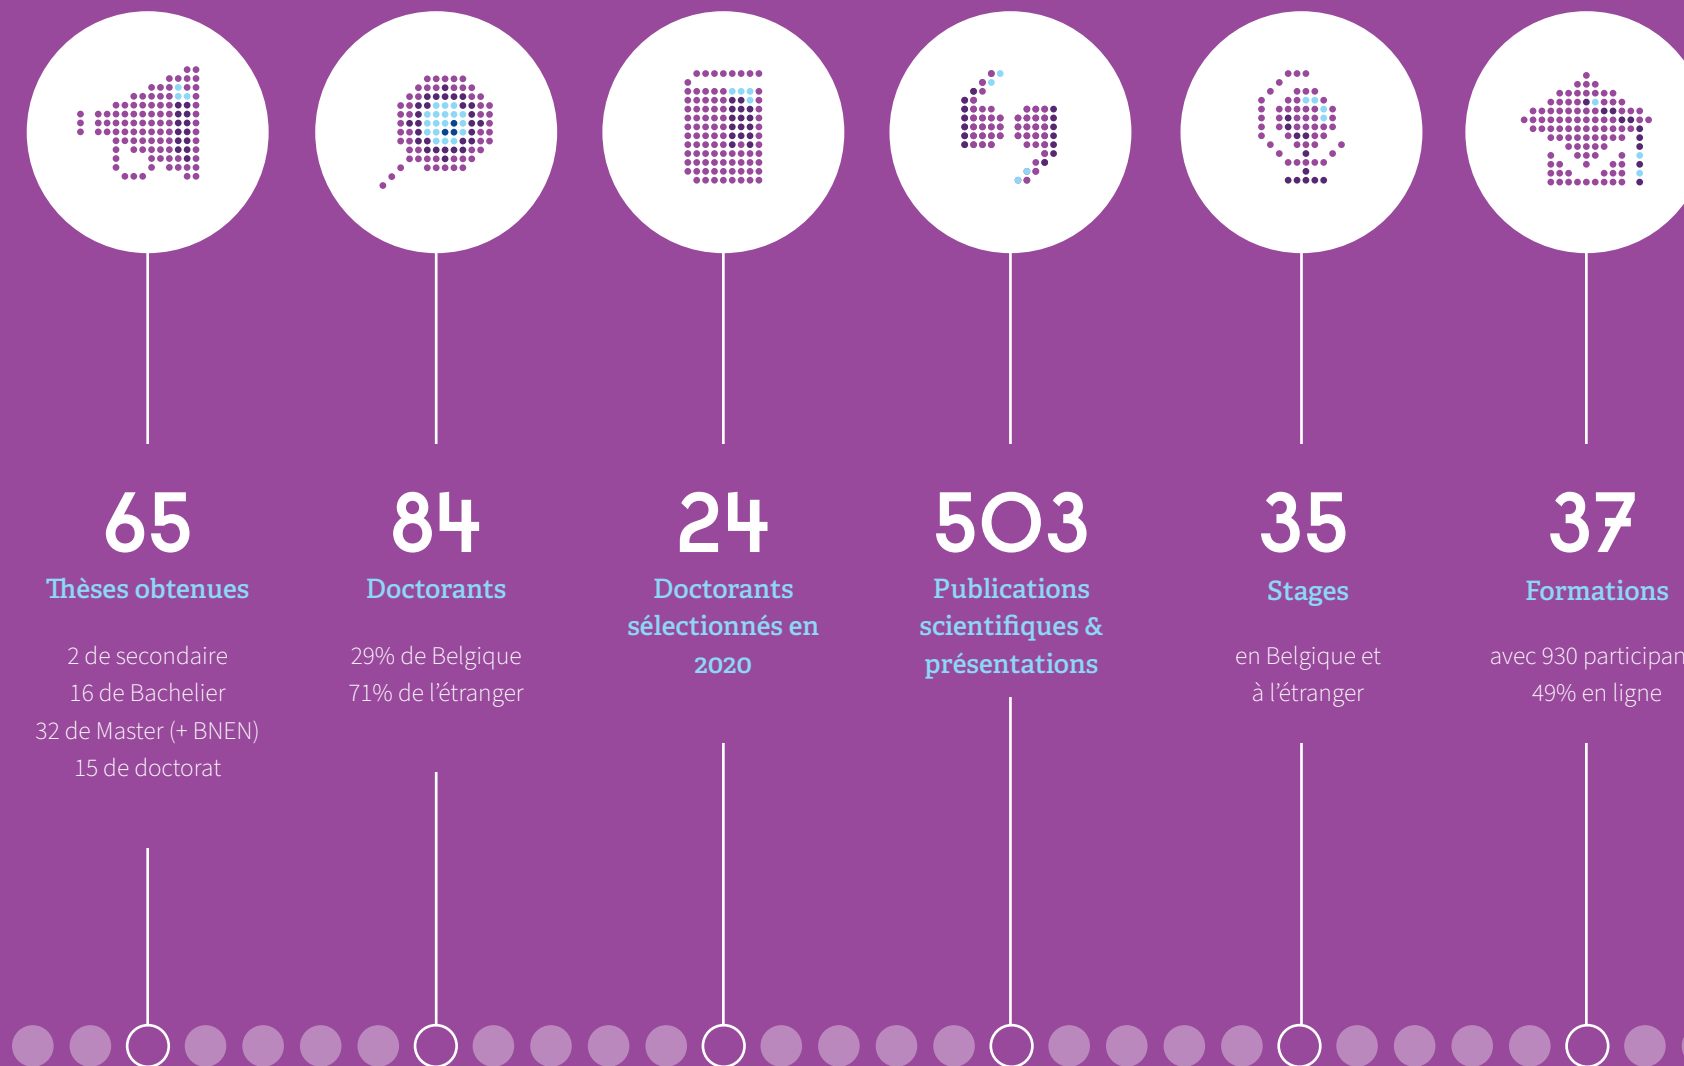 65
Thèses obtenues
2 de secondaire
16 de Bachelier
32 de Master (+ BNEN)
15 de doctorat
84
Doctorants
29% de Belgique
71% de l’étranger
24
Doctorants
sélectionnés en
2020
503
Publications
scientifiques &
présentations
35
Stages
en Belgique et
à l’étranger
37
Formations
avec 930
49% en ligne